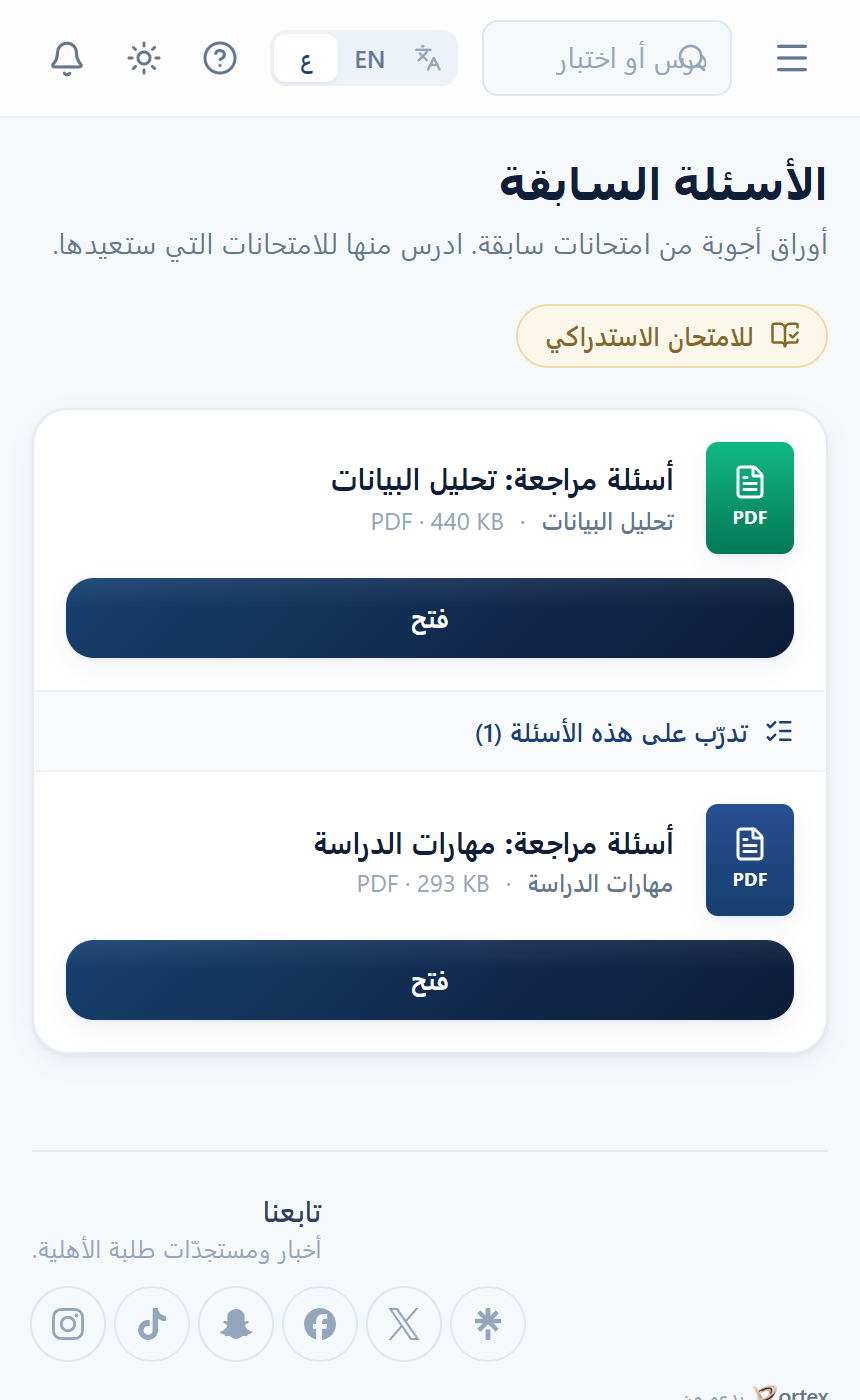 درس أو اختبار
EN
ع
الأسئلة السابقة
أوراق أجوبة من امتحانات سابقة. ادرس منها للامتحانات التي ستعيدها.
للامتحان الاستدراكي
أسئلة مراجعة: تحليل البيانات
تحليل البيانات · PDF · 440 KB
PDF
فتح
تدرّب على هذه الأسئلة (1)
أسئلة مراجعة: مهارات الدراسة
مهارات الدراسة · PDF · 293 KB
PDF
فتح
تابعنا
أخبار ومستجدّات طلبة الأهلية.
ortex